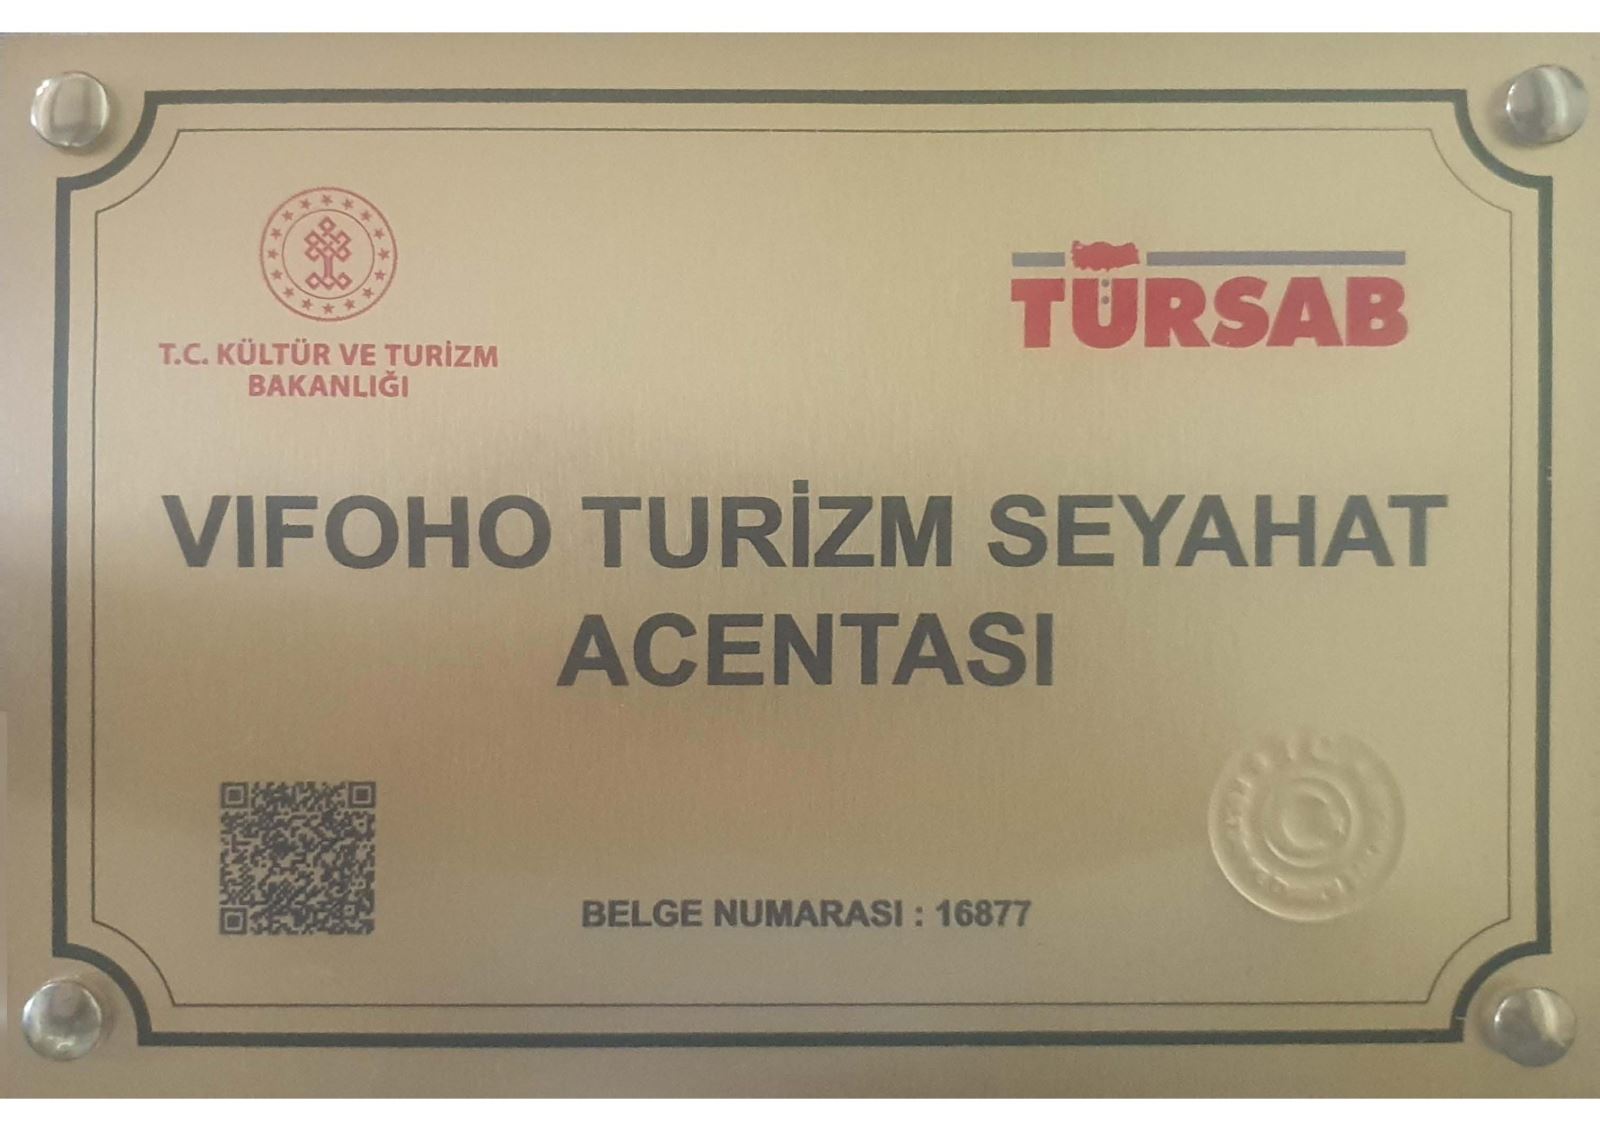 T.C. KÜLTÜR VE TURİZM
BAKANLIĞI
TÜRSAB
VIFOHO TURİZM SEYAHAT
ACENTASI
BELGE NUMARASI : 16877